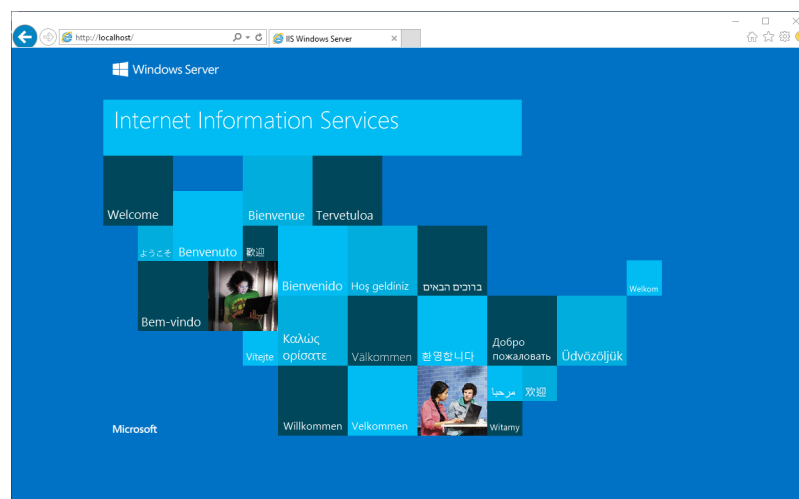 http://localhost/
IIS Windows Server
Windows Server
Internet Information Services
Welcome
Bienvenue
Tervetuloa
ようこそ
Benvenuto
歡迎
Bienvenido
Hoş geldiniz
ברוכים הבאים
Welkom
Bem-vindo
Vítejte
Καλώς
ορίσατε
Välkommen
환영합니다
Добро
пожаловать
Üdvözöljük
مرحبا
欢迎
Microsoft
Willkommen
Velkommen
Witamy